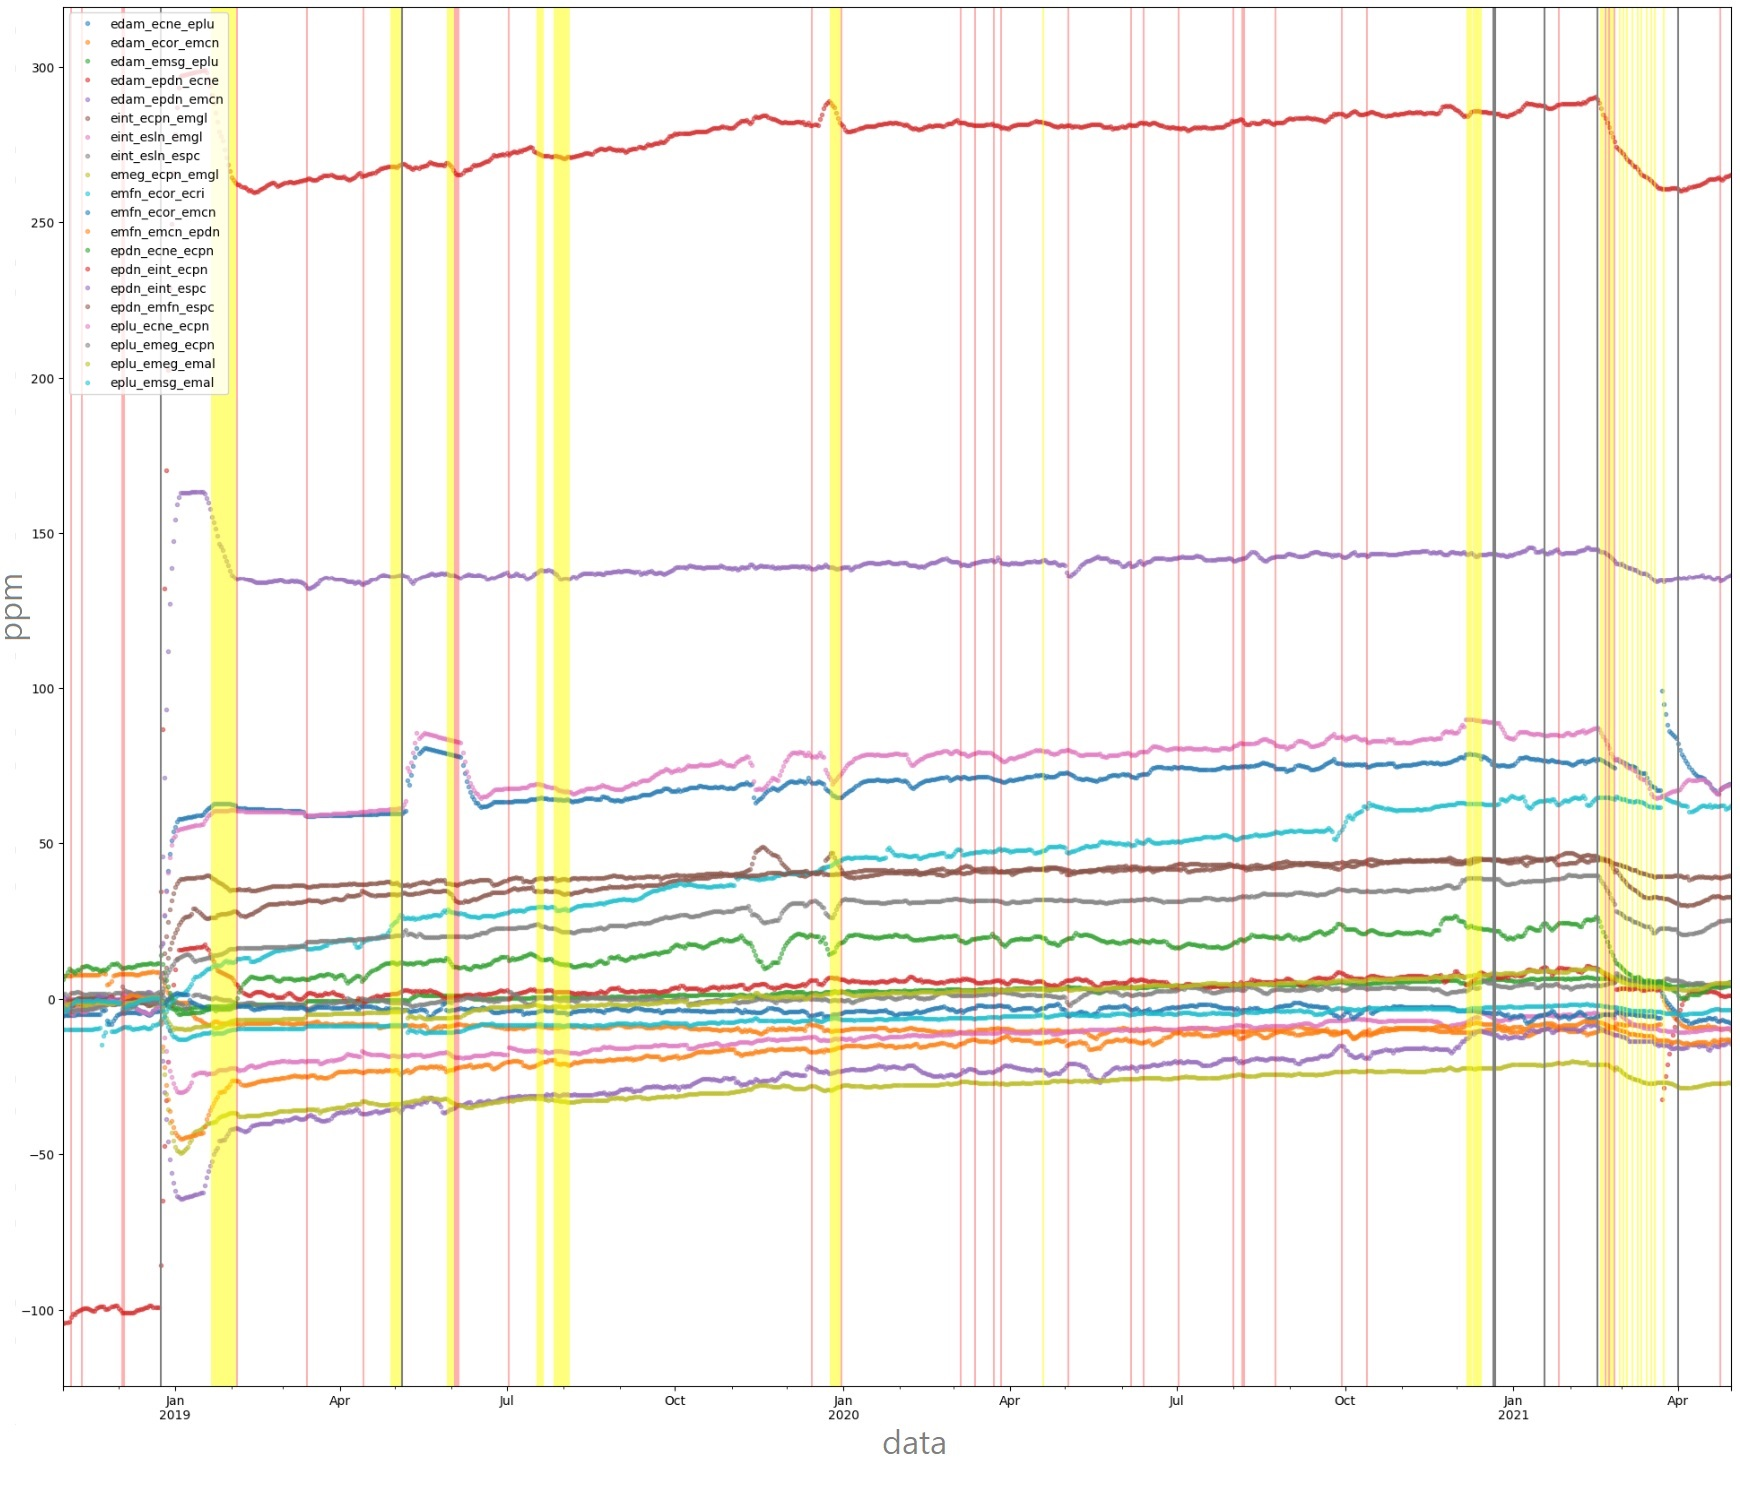 edam_ecne_eplu
edam_ecor_emcn
edam_emsg_eplu
edam_epdn_ecne
edam_epdn_emcn
eint_ecpn_emgl
eint_esln_emgl
eint_esln_espc
emeg_ecpn_emgl
emfn_ecor_ecri
emfn_ecor_emcn
emfn_emcn_epdn
epdn_ecne_ecpn
epdn_eint_ecpn
epdn_eint_espc
epdn_emfn_espc
eplu_ecne_ecpn
eplu_emeg_ecpn
eplu_emeg_emal
eplu_emsg_emal
300
250
200
150
100
50
0
−50
−100
ppm
Jan Apr Jul Oct Jan Apr Jul Oct Jan Apr
2019 2020 2021
data